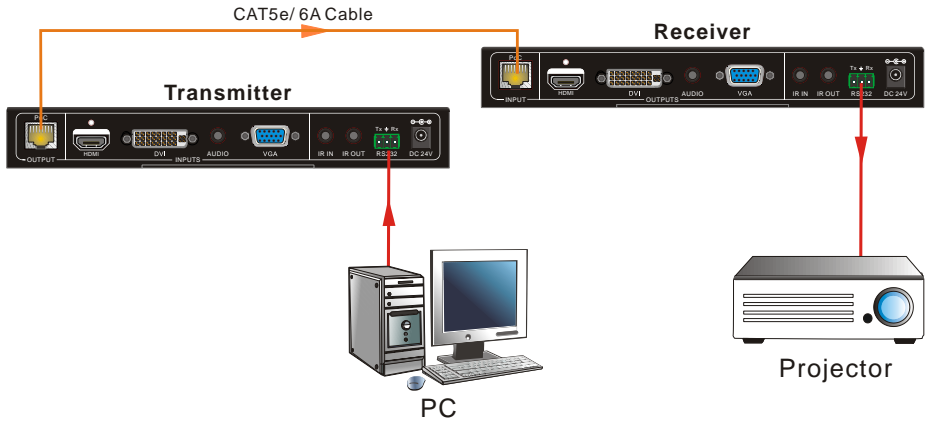 CAT5e/ 6A Cable
Receiver
PoC
Tx Rx
HDMI
DVI
AUDIO
VGA
IR IN
IR OUT
RS232
DC 24V
INPUT
OUTPUTS
Transmitter
PoC
Tx Rx
HDMI
DVI
AUDIO
VGA
IR IN
IR OUT
RS232
DC 24V
OUTPUT
INPUTS
Projector
PC